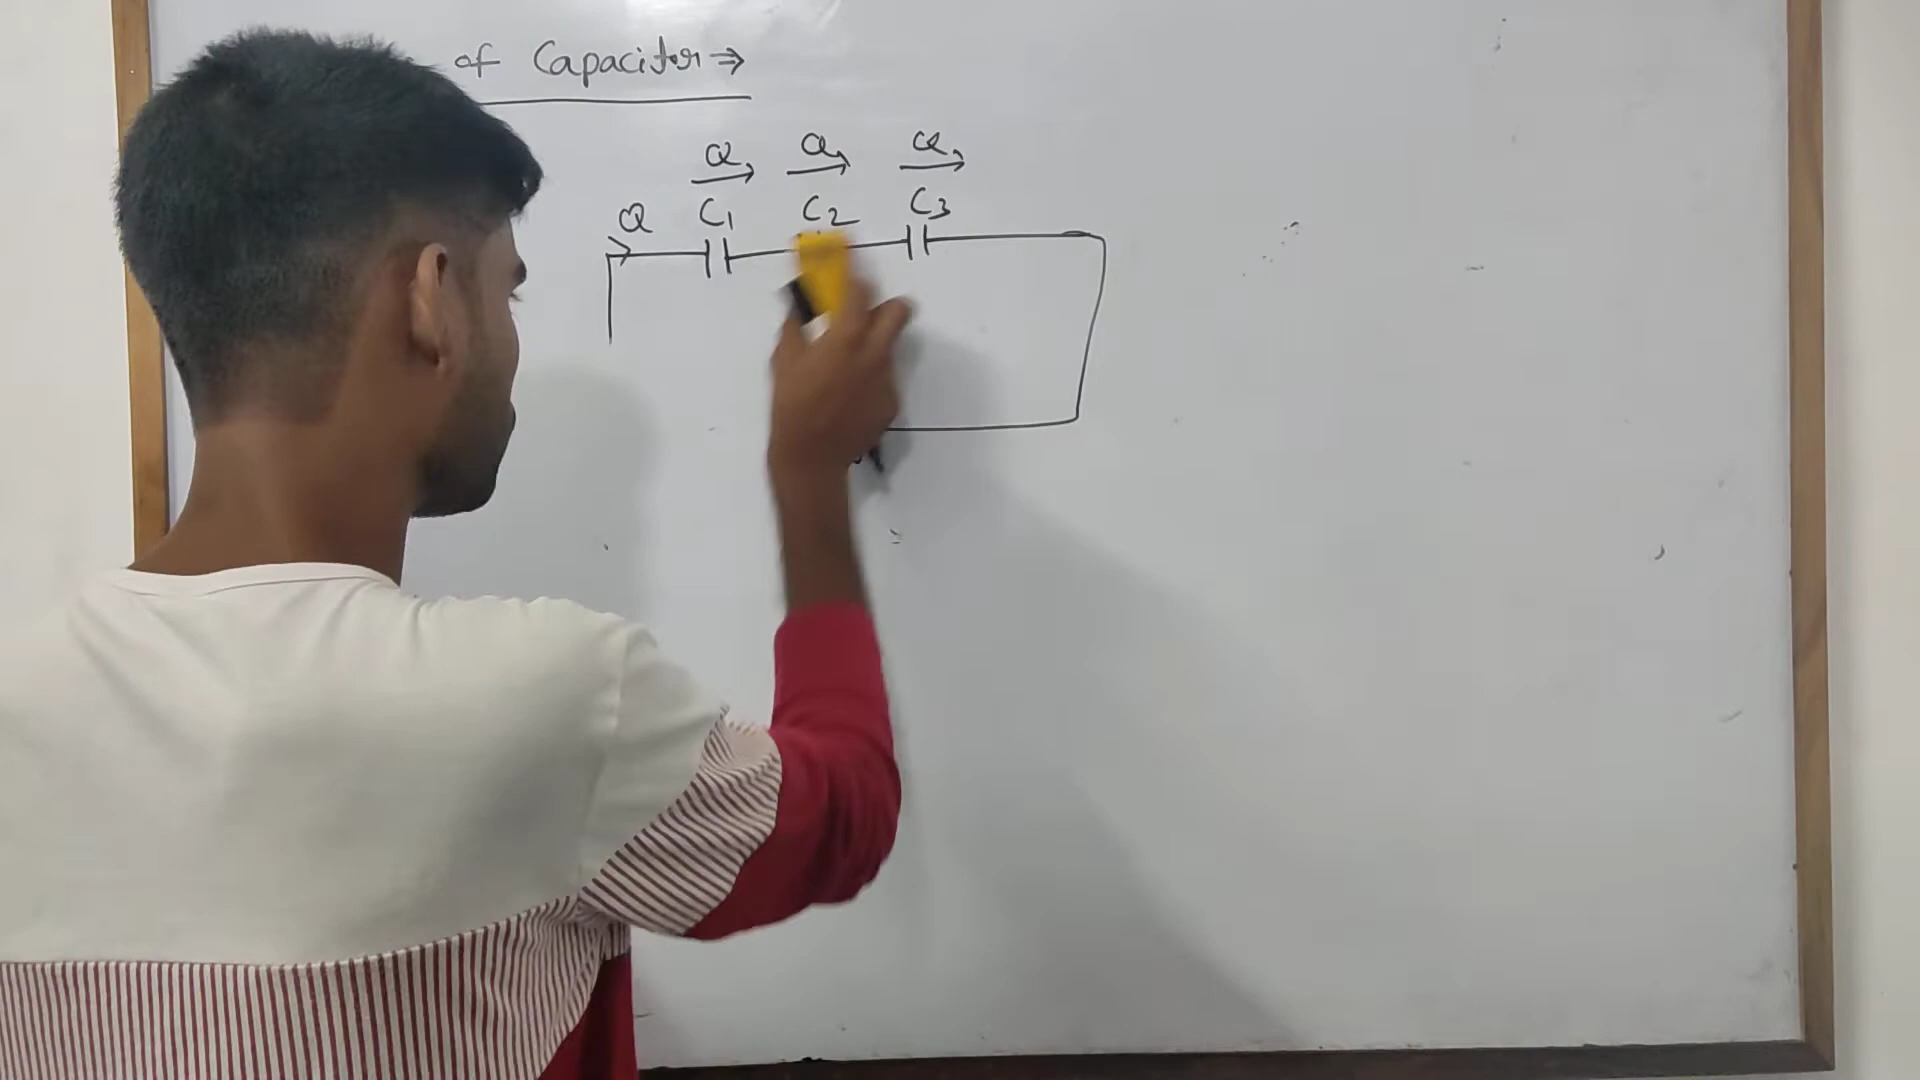 of Capacitor ⇒
Q Q Q
Q C1 C2 C3